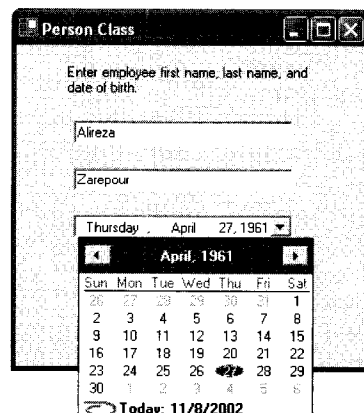 Person Class
Enter employee first name, last name, and
date of birth.
Alireza
Zarepour
Thursday , April 27, 1961
April, 1961
Sun Mon Tue Wed Thu Fri Sat
26 27 28 29 30 31 1
2 3 4 5 6 7 8
9 10 11 12 13 14 15
16 17 18 19 20 21 22
23 24 25 26 27 28 29
30 1 2 3 4 5 6
Today: 11/8/2002